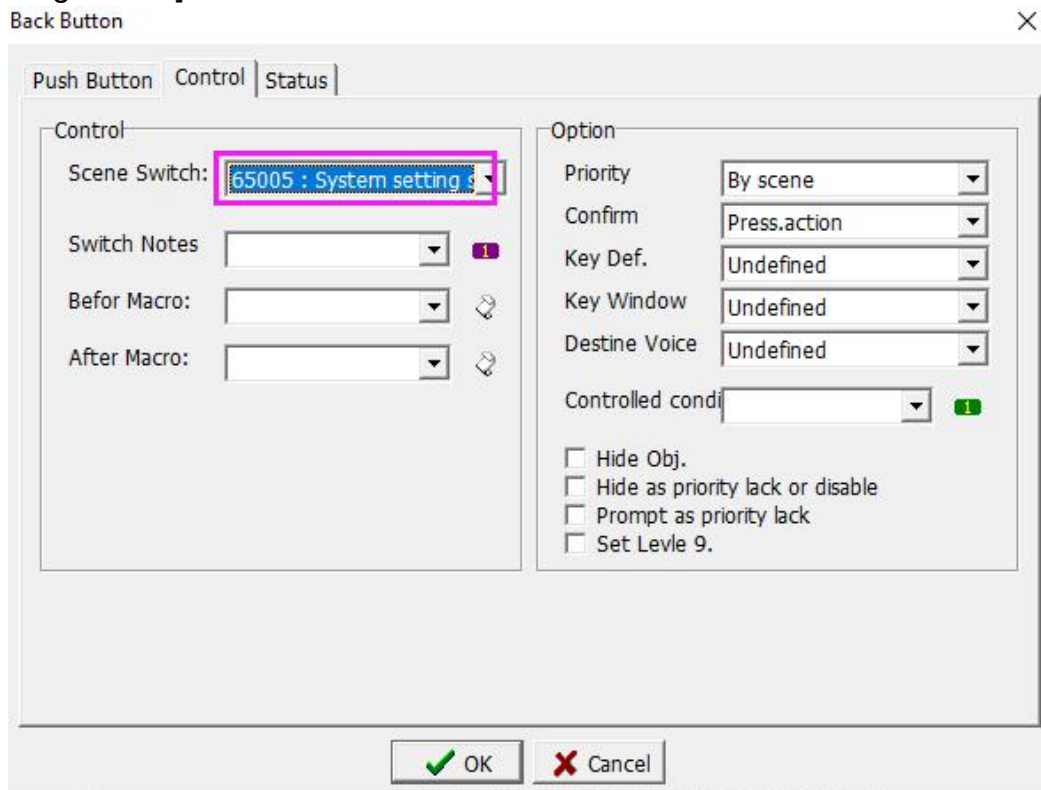 Back Button
Push Button Control Status
Control
Scene Switch: 65005 : System setting s
Switch Notes 1
Befor Macro:
After Macro:
Option
Priority By scene
Confirm Press.action
Key Def. Undefined
Key Window Undefined
Destine Voice Undefined
Controlled condi 1
Hide Obj.
Hide as priority lack or disable
Prompt as priority lack
Set Levle 9.
OK Cancel